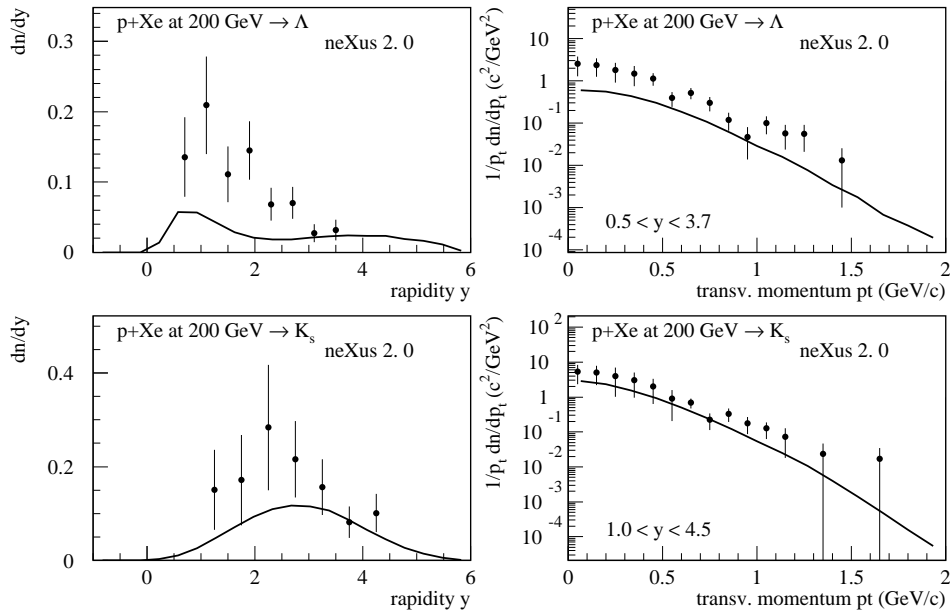 dn/dy
p+Xe at 200 GeV → Λ
neXus 2. 0
0.3
0.2
0.1
0
0 2 4 6
rapidity y
1/p_t dn/dp_t (c²/GeV²)
p+Xe at 200 GeV → Λ
neXus 2. 0
10
1
10⁻¹
10⁻²
10⁻³
10⁻⁴
0.5 < y < 3.7
0 0.5 1 1.5 2
transv. momentum pt (GeV/c)
dn/dy
p+Xe at 200 GeV → K_s
neXus 2. 0
0.4
0.2
0
0 2 4 6
rapidity y
1/p_t dn/dp_t (c²/GeV²)
p+Xe at 200 GeV → K_s
neXus 2. 0
10²
10
1
10⁻¹
10⁻²
10⁻³
10⁻⁴
1.0 < y < 4.5
0 0.5 1 1.5 2
transv. momentum pt (GeV/c)